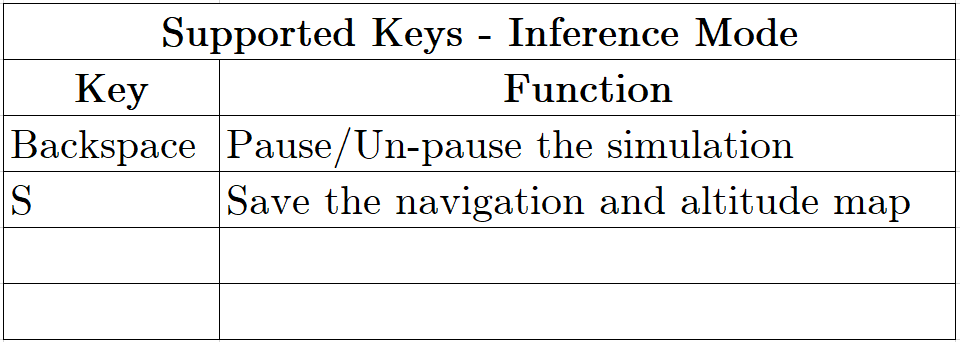 Supported Keys - Inference Mode
Key Function
Backspace Pause/Un-pause the simulation
S Save the navigation and altitude map